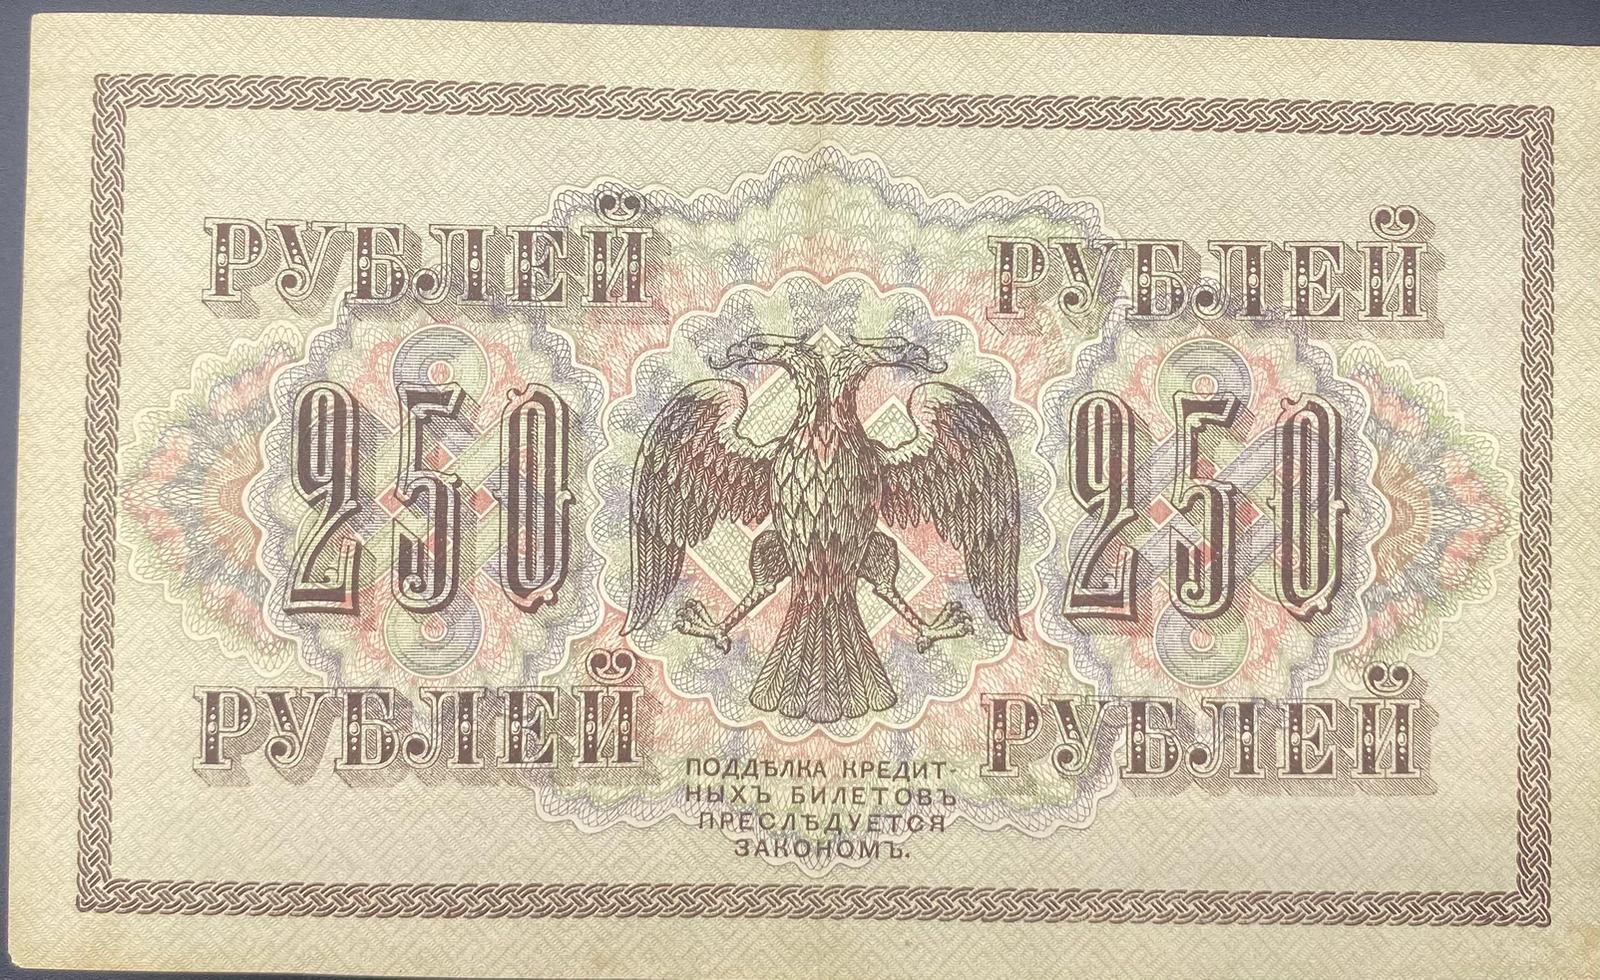 РУБЛЕЙ РУБЛЕЙ
250 250
РУБЛЕЙ РУБЛЕЙ
ПОДДѢЛКА КРЕДИТ-
НЫХЪ БИЛЕТОВЪ
ПРЕСЛѢДУЕТСЯ
ЗАКОНОМЪ.